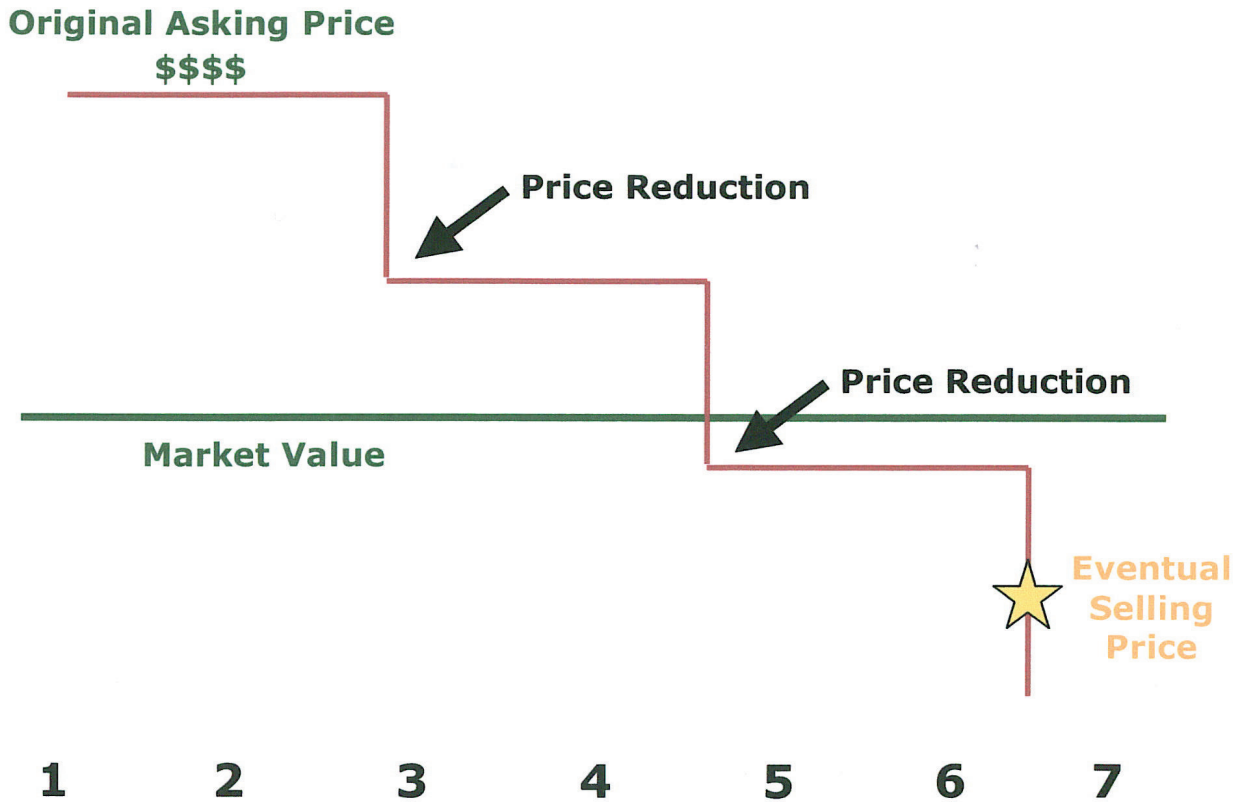 Original Asking Price
$$$$
Price Reduction
Price Reduction
Market Value
Eventual
Selling
Price
1 2 3 4 5 6 7